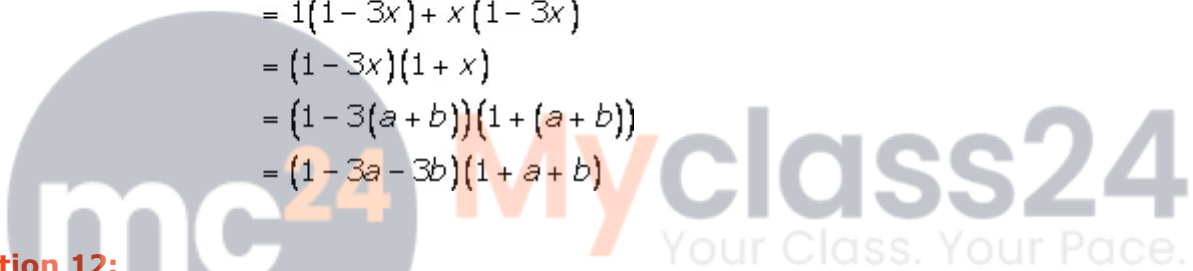 = 1(1 − 3x) + x(1 − 3x)
= (1 − 3x)(1 + x)
= (1 − 3(a + b))(1 + (a + b))
= (1 − 3a − 3b)(1 + a + b)
mc24 Myclass24
Your Class. Your Pace.
tion 12: